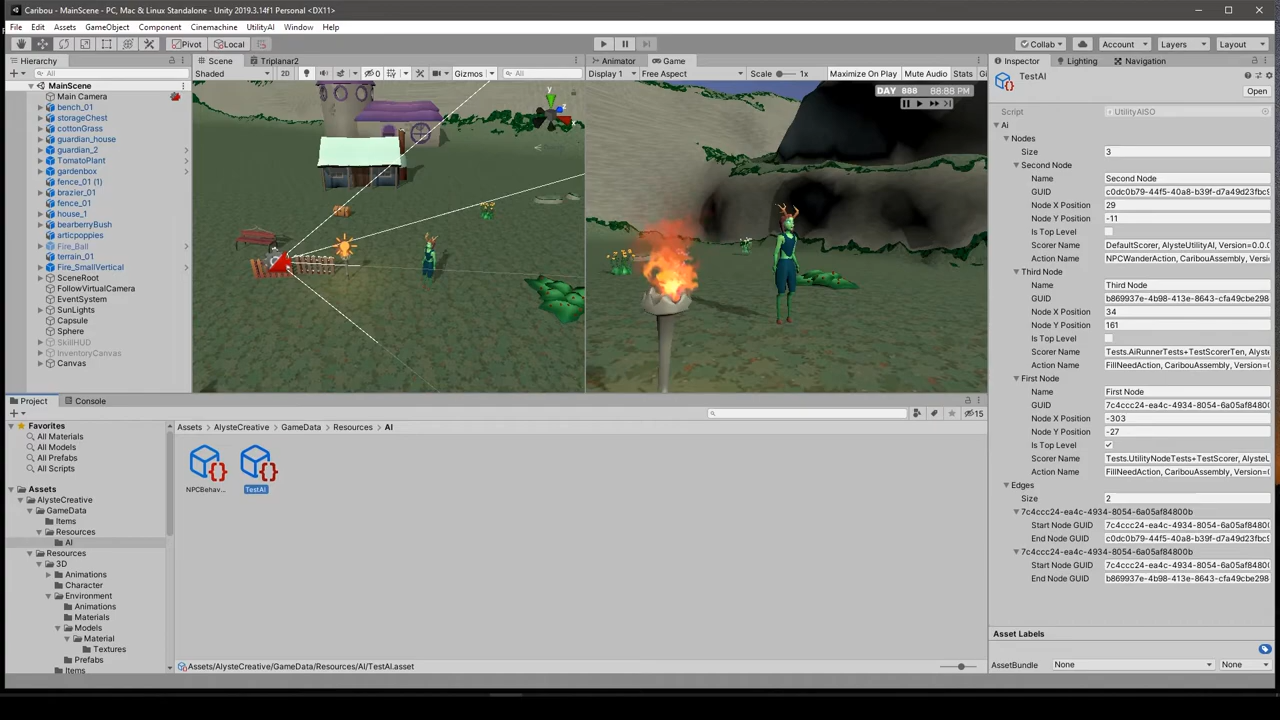 Caribou - MainScene - PC, Mac & Linux Standalone - Unity 2019.3.14f1 Personal <DX11>
File Edit Assets GameObject Component Cinemachine UtilityAI Window Help
Pivot Local Collab Account Layers Layout
Hierarchy
All
MainScene
Main Camera
bench_01
storageChest
cottonGrass
guardian_house
guardian_2
TomatoPlant
gardenbox
fence_01 (1)
brazier_01
fence_01
house_1
bearberryBush
articpoppies
Fire_Ball
terrain_01
Fire_SmallVertical
SceneRoot
FollowVirtualCamera
EventSystem
SunLights
Capsule
Sphere
SkillHUD
InventoryCanvas
Canvas
Scene Triplanar2
Shaded 2D 0 Gizmos All
y
z
Persp
Animator Game
Display 1 Free Aspect Scale 1x Maximize On Play Mute Audio Stats Gi
DAY 888 88:88 PM
Project Console
15
Favorites
All Materials
All Models
All Prefabs
All Scripts
Assets
AlysteCreative
GameData
Items
Resources
AI
Resources
3D
Animations
Character
Environment
Animations
Materials
Models
Material
Textures
Prefabs
Items
Assets AlysteCreative GameData Resources AI
NPCBehav... TestAI
Assets/AlysteCreative/GameData/Resources/AI/TestAI.asset
Inspector Lighting Navigation
TestAI
Open
Script UtilityAISO
Ai
Nodes
Size 3
Second Node
Name Second Node
GUID c0dc0b79-44f5-40a8-b39f-d7a49d23fbc9
Node X Position 29
Node Y Position -11
Is Top Level
Scorer Name DefaultScorer, AlysteUtilityAI, Version=0.0.0
Action Name NPCWanderAction, CaribouAssembly, Versio
Third Node
Name Third Node
GUID b869937e-4b98-413e-8643-cfa49cbe298
Node X Position 34
Node Y Position 161
Is Top Level
Scorer Name Tests.AiRunnerTests+TestScorerTen, Alyste
Action Name FillNeedAction, CaribouAssembly, Version=0
First Node
Name First Node
GUID 7c4ccc24-ea4c-4934-8054-6a05af84800
Node X Position -303
Node Y Position -27
Is Top Level
Scorer Name Tests.UtilityNodeTests+TestScorer, AlysteU
Action Name FillNeedAction, CaribouAssembly, Version=0
Edges
Size 2
7c4ccc24-ea4c-4934-8054-6a05af84800b
Start Node GUID 7c4ccc24-ea4c-4934-8054-6a05af84800
End Node GUID c0dc0b79-44f5-40a8-b39f-d7a49d23fbc9
7c4ccc24-ea4c-4934-8054-6a05af84800b
Start Node GUID 7c4ccc24-ea4c-4934-8054-6a05af84800
End Node GUID b869937e-4b98-413e-8643-cfa49cbe298
Asset Labels
AssetBundle None None